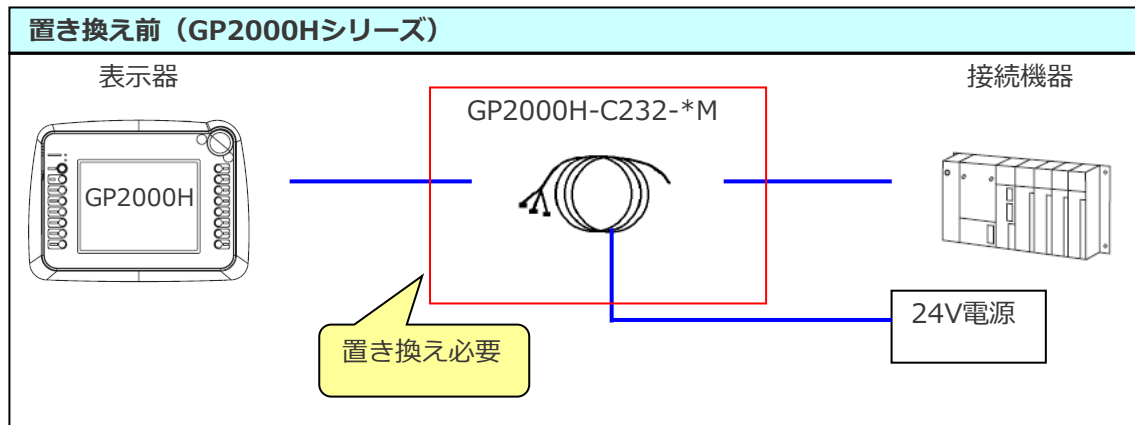 置き換え前（GP2000Hシリーズ）
表示器
接続機器
GP2000H-C232-*M
GP2000H
24V電源
置き換え必要